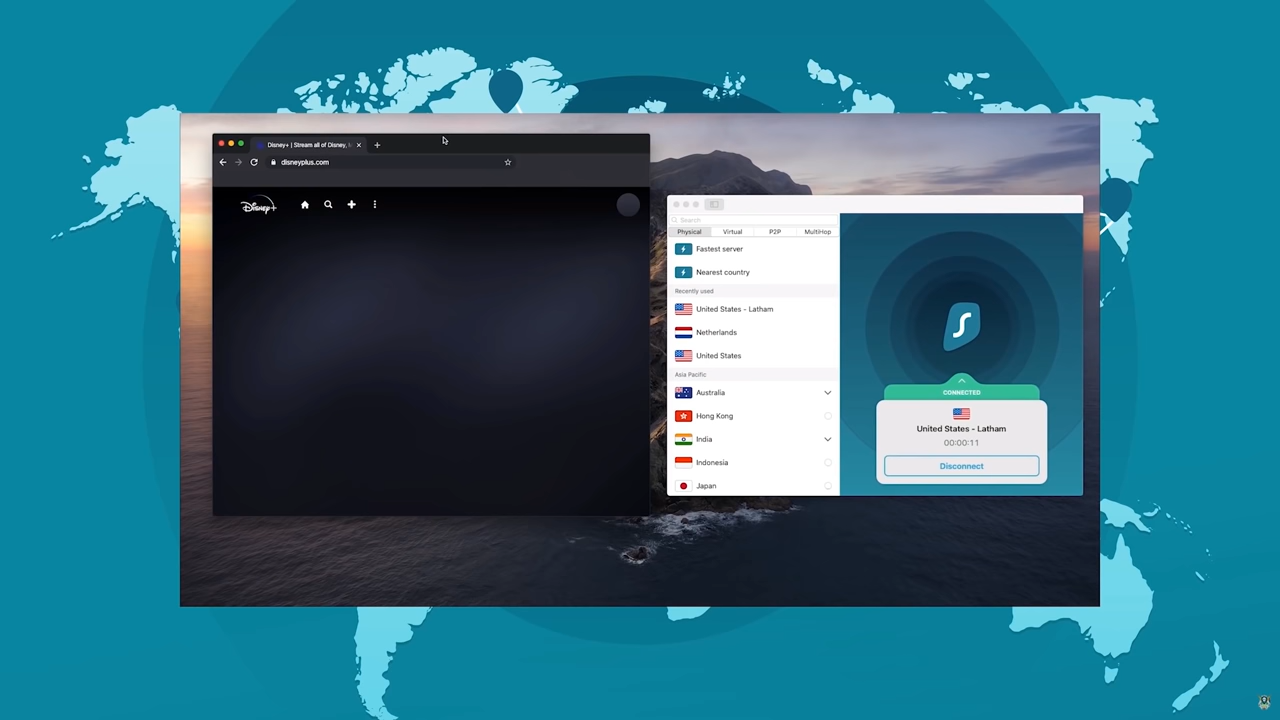 Disney+ | Stream all of Disney,
disneyplus.com
Disney+
Search
Physical
Virtual
P2P
MultiHop
Fastest server
Nearest country
Recently used
United States - Latham
Netherlands
United States
Asia Pacific
Australia
Hong Kong
India
Indonesia
Japan
CONNECTED
United States - Latham
00:00:11
Disconnect